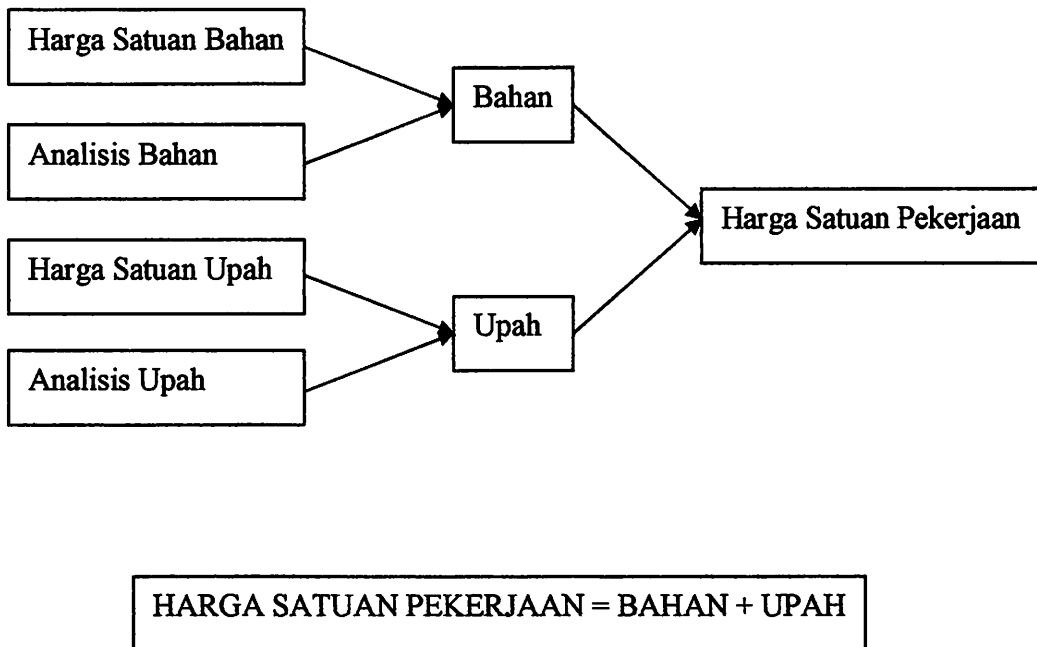 Harga Satuan Bahan
Analisis Bahan
Bahan
Harga Satuan Upah
Analisis Upah
Upah
Harga Satuan Pekerjaan
HARGA SATUAN PEKERJAAN = BAHAN + UPAH